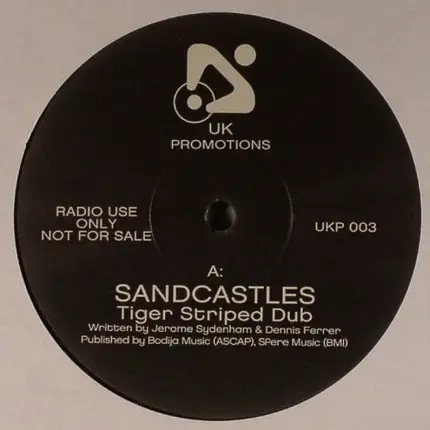 UK
PROMOTIONS
RADIO USE
ONLY
NOT FOR SALE
UKP 003
A:
SANDCASTLES
Tiger Striped Dub
Written by Jerome Sydenham & Dennis Ferrer
Published by Bodija Music (ASCAP), Sfere Music (BMI)